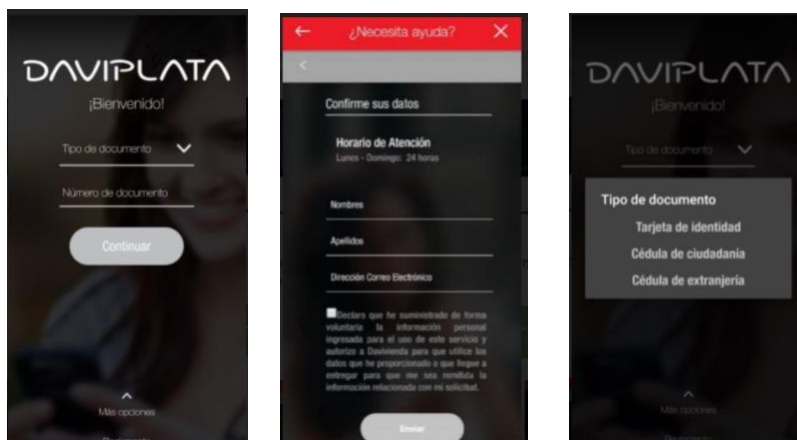 DAVIPLATA
¡Bienvenido!
Tipo de documento
Número de documento
Continuar
Más opciones
¿Necesita ayuda?
Confirme sus datos
Horario de Atención
Lunes - Domingo: 24 horas
Nombres
Apellidos
Dirección Correo Electrónico
Declaro que he suministrado de forma
voluntaria la información personal
ingresada para el uso de este servicio y
autorizo a Davivienda para que utilice los
datos que he proporcionado o que llegue a
entregar para que me sea remitida la
información relacionada con mi solicitud.
Enviar
DAVIPLATA
¡Bienvenido!
Tipo de documento
Tipo de documento
Tarjeta de identidad
Cédula de ciudadanía
Cédula de extranjería
Más opciones